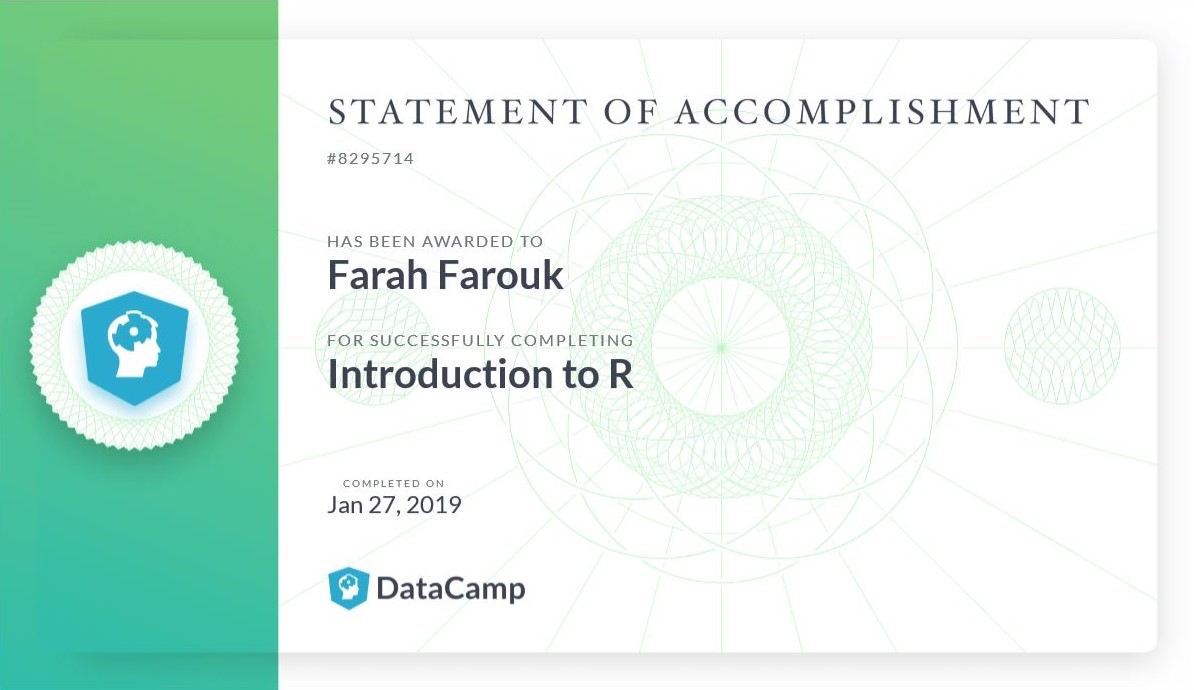 STATEMENT OF ACCOMPLISHMENT
#8295714
HAS BEEN AWARDED TO
Farah Farouk
FOR SUCCESSFULLY COMPLETING
Introduction to R
COMPLETED ON
Jan 27, 2019
DataCamp